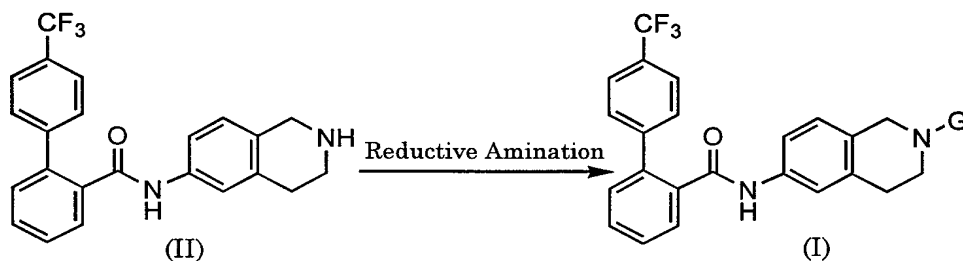 CF3
CF3
O
NH
N
H
(II)
Reductive Amination
O
N
H
N
G
(I)